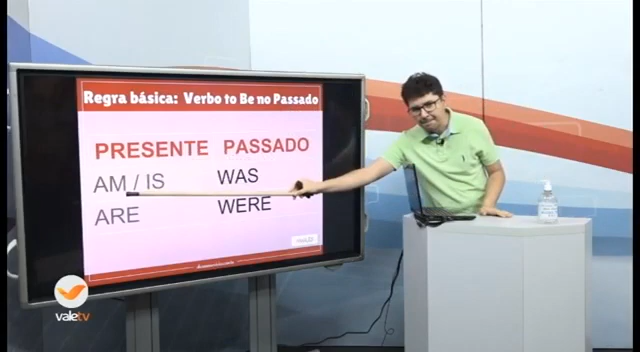 Regra básica: Verbo to Be no Passado
PRESENTE PASSADO
AM / IS WAS
ARE WERE
valetv